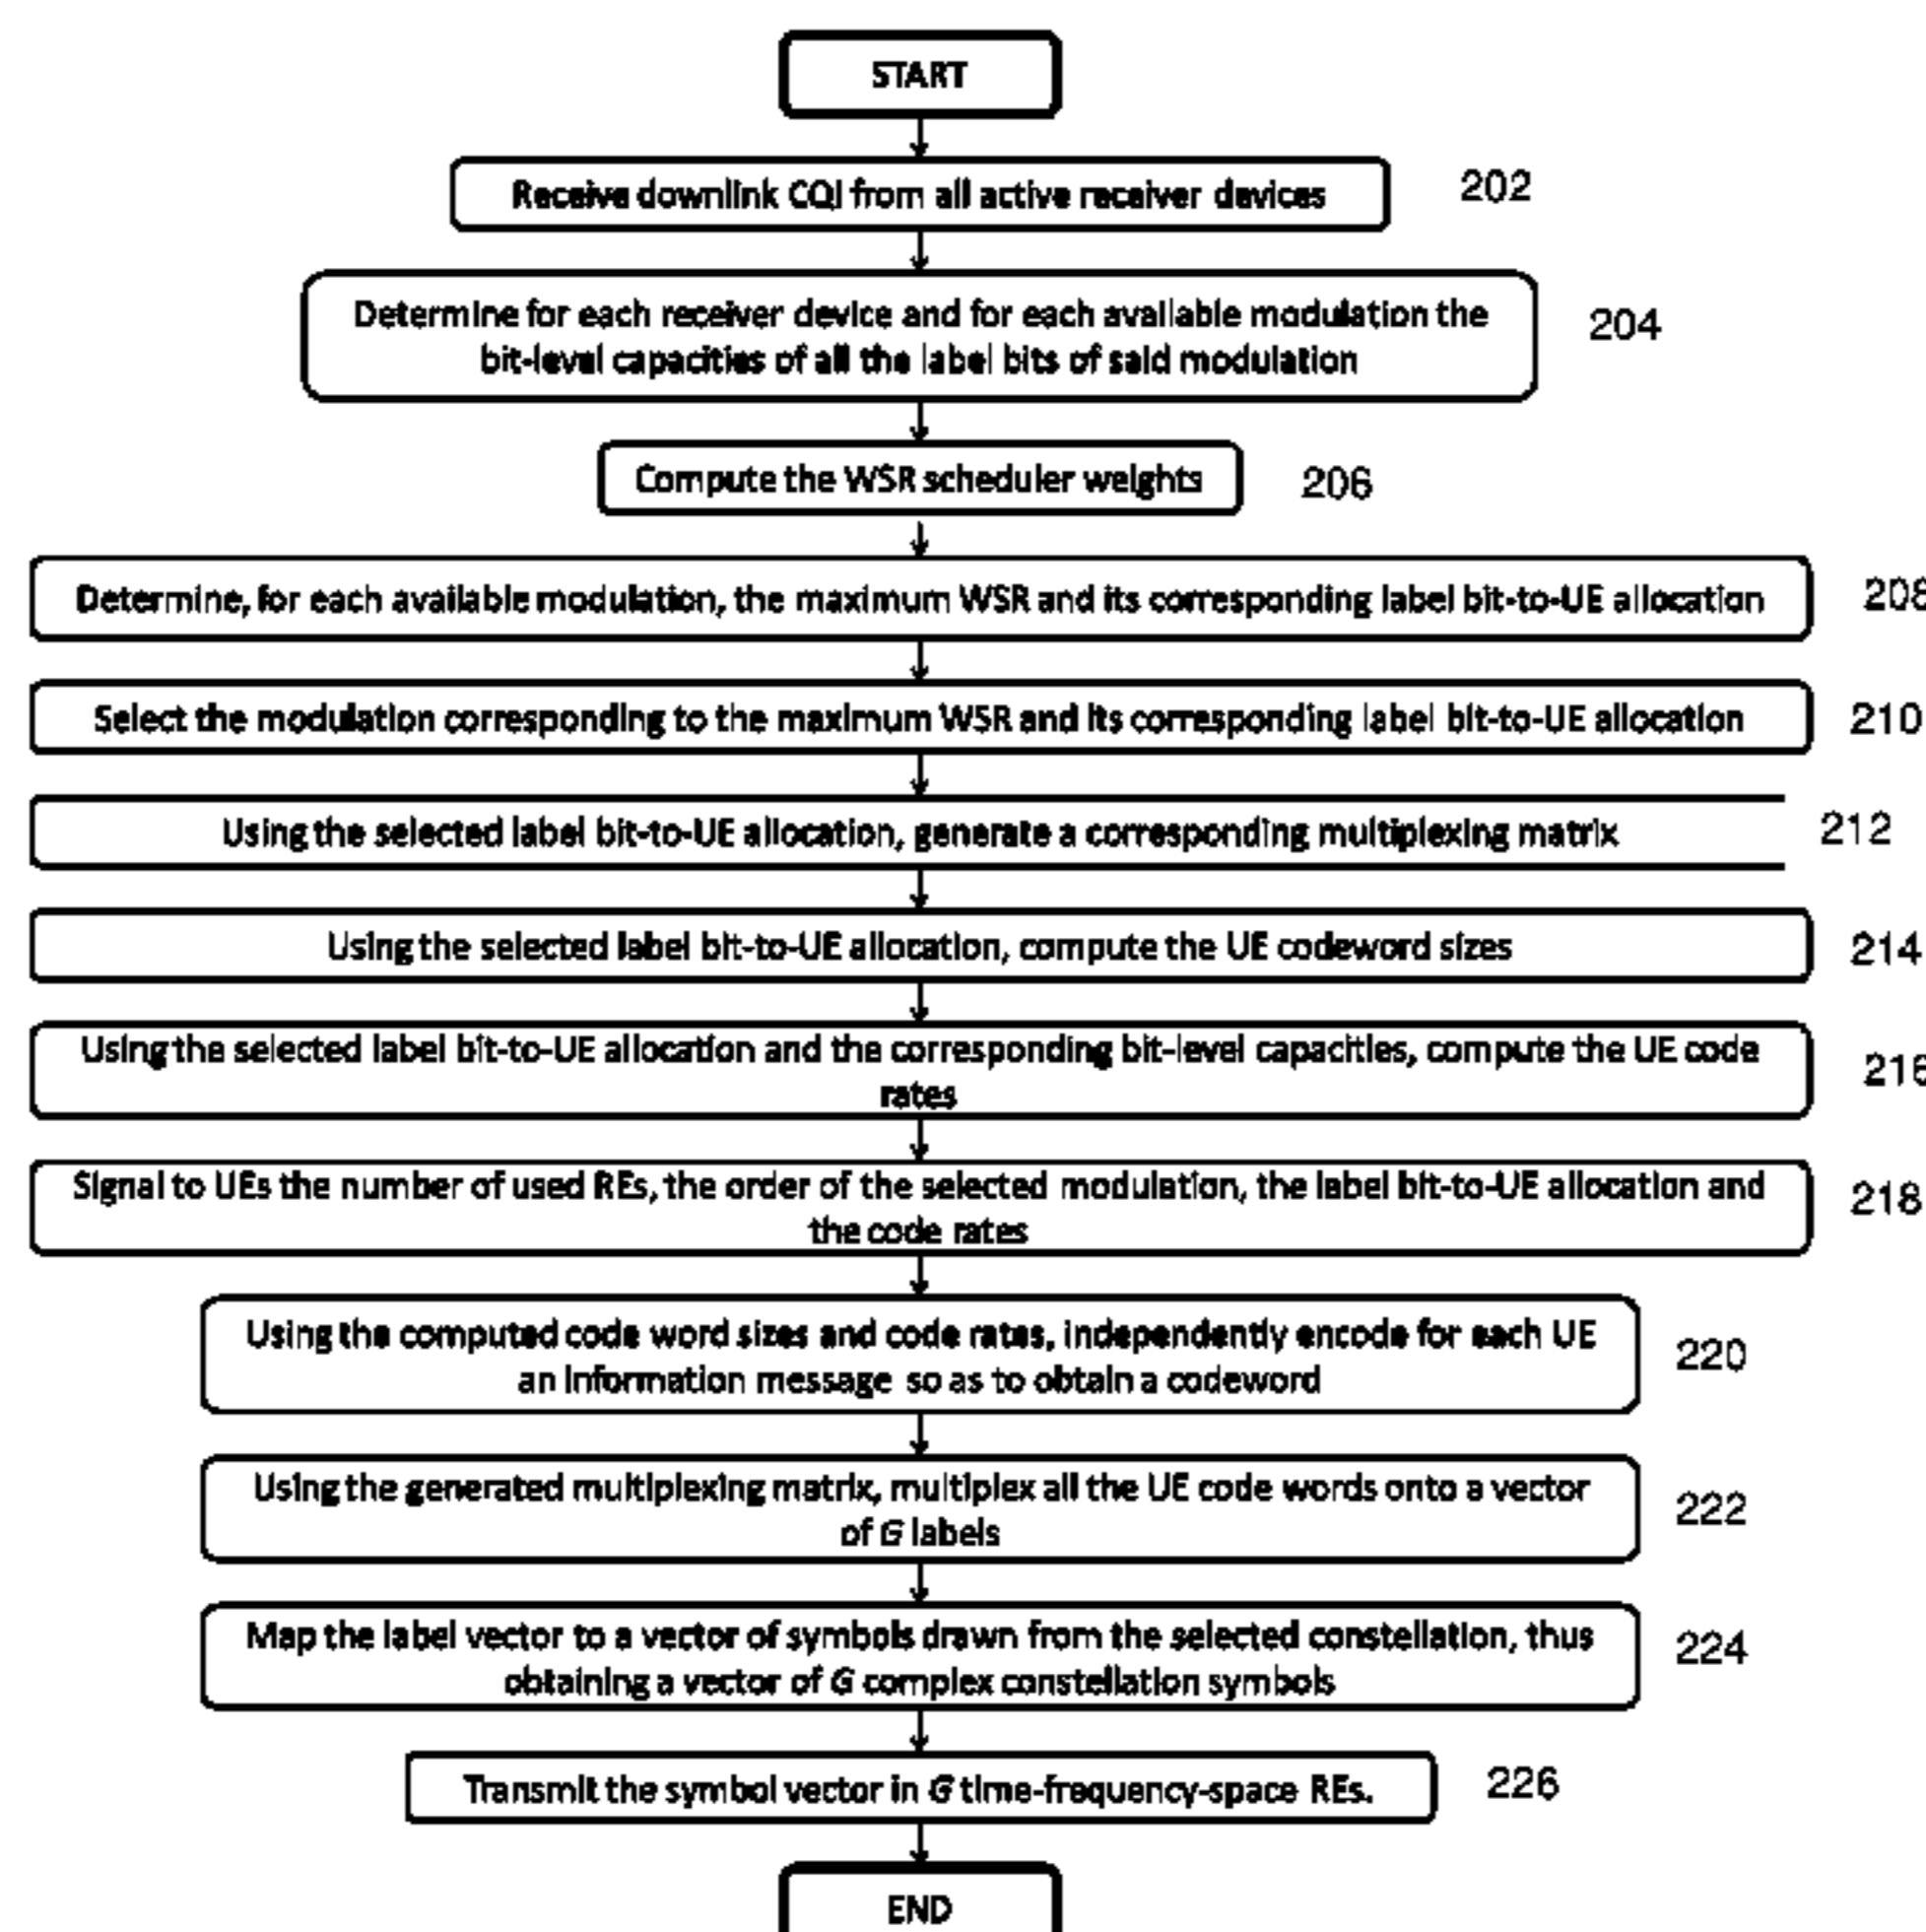 START
Receive downlink CQI from all active receiver devices
202
Determine for each receiver device and for each available modulation the
bit-level capacities of all the label bits of said modulation
204
Compute the WSR scheduler weights
206
Determine, for each available modulation, the maximum WSR and its corresponding label bit-to-UE allocation
208
Select the modulation corresponding to the maximum WSR and its corresponding label bit-to-UE allocation
210
Using the selected label bit-to-UE allocation, generate a corresponding multiplexing matrix
212
Using the selected label bit-to-UE allocation, compute the UE codeword sizes
214
Using the selected label bit-to-UE allocation and the corresponding bit-level capacities, compute the UE code
rates
216
Signal to UEs the number of used REs, the order of the selected modulation, the label bit-to-UE allocation and
the code rates
218
Using the computed code word sizes and code rates, independently encode for each UE
an information message so as to obtain a codeword
220
Using the generated multiplexing matrix, multiplex all the UE code words onto a vector
of G labels
222
Map the label vector to a vector of symbols drawn from the selected constellation, thus
obtaining a vector of G complex constellation symbols
224
Transmit the symbol vector in G time-frequency-space REs.
226
END